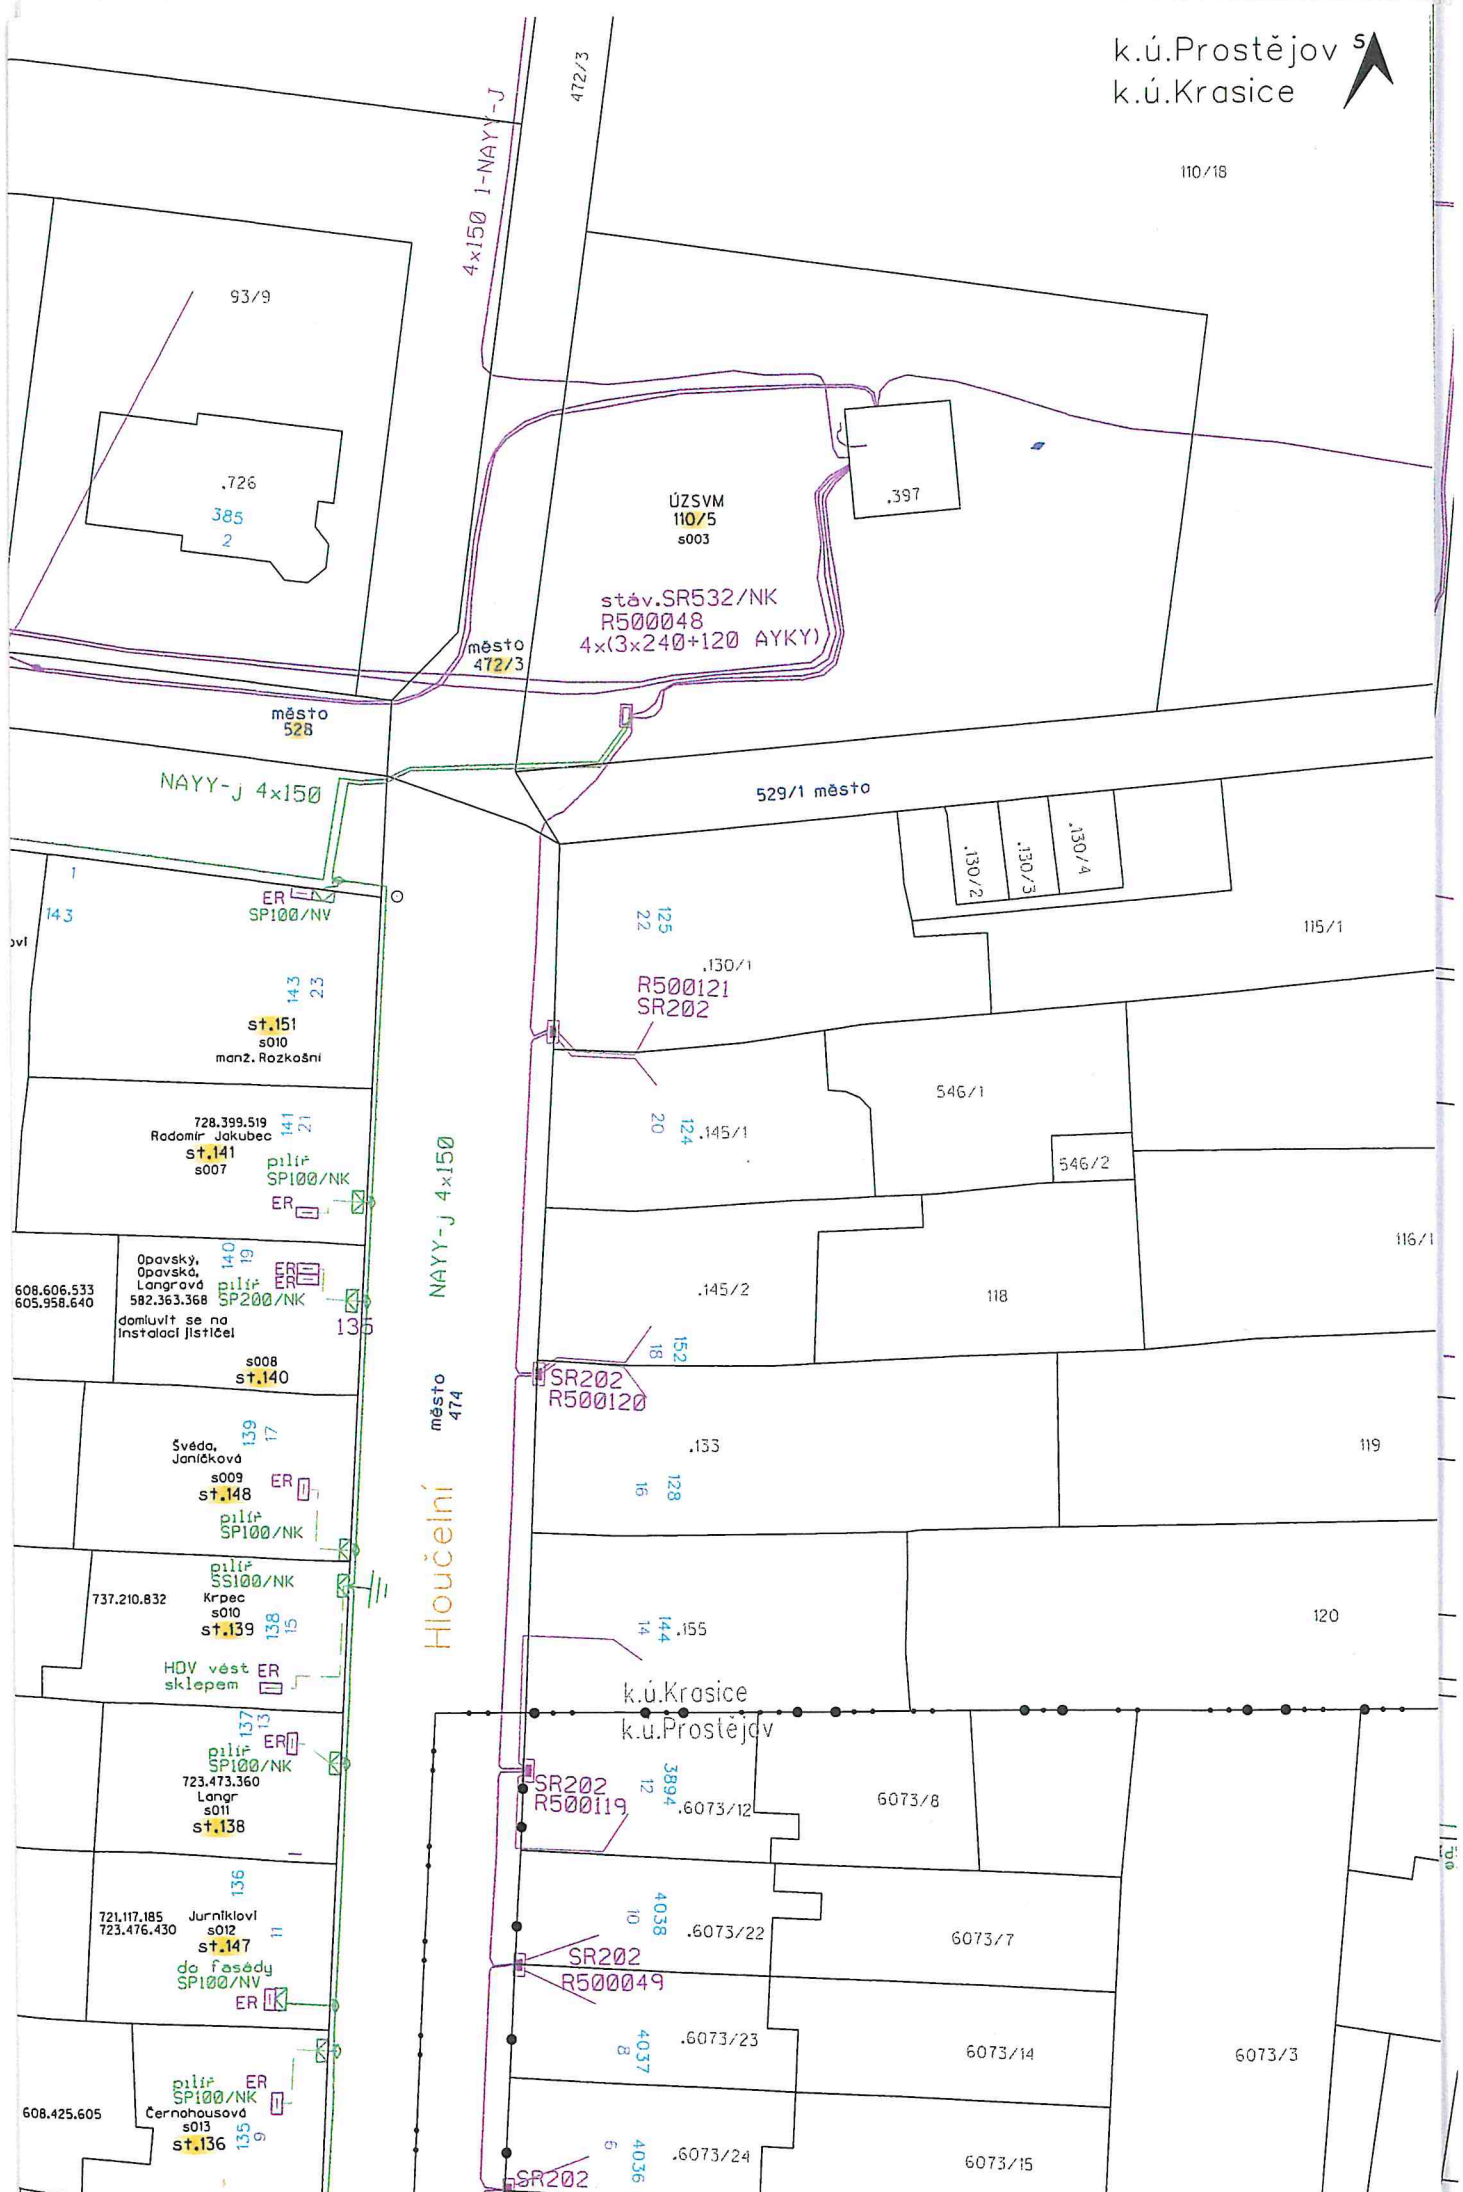 k.ú.Prostějov
S
k.ú.Krasice
472/3
4x150 1-NAYY-J
110/18
93/9
.726
385
2
.397
ÚZSVM
110/5
s003
stáv.SR532/NK
R500048
4x(3x240+120 AYKY)
město
472/3
město
528
NAYY-j 4x150
529/1 město
.130/2
.130/3
.130/4
1
143
ER
SP100/NV
125
22
115/1
.130/1
R500121
SR202
143
23
st.151
s010
manž.Rozkošní
546/1
728.399.519
Radomír Jakubec
st.141
s007
141
21
pilíř
SP100/NK
ER
124
20
.145/1
546/2
NAYY-j 4x150
116/1
Opavský,
Opavská,
Langrová
582.363.368
140
19
ER
ER
pilíř
SP200/NK
608.606.533
605.958.640
domluvit se na
instalaci jističe!
135
s008
st.140
.145/2
118
152
18
SR202
R500120
město
474
139
17
Švéda,
Janíčková
s009
st.148
ER
pilíř
SP100/NK
.133
119
128
16
Hloučelní
pilíř
SS100/NK
737.210.832
Krpec
s010
st.139
138
15
HDV vést
sklepem
ER
144
14
.155
120
k.ú.Krasice
k.ú.Prostějov
137
13
ER
pilíř
SP100/NK
723.473.360
Langr
s011
st.138
SR202
R500119
3894
12
.6073/12
6073/8
136
11
721.117.185
723.476.430
Jurníklovi
s012
st.147
do fasády
SP100/NV
ER
4038
10
.6073/22
6073/7
SR202
R500049
4037
8
.6073/23
6073/14
6073/3
pilíř
SP100/NK
ER
608.425.605
Černohousová
s013
st.136
135
9
4036
6
.6073/24
6073/15
SR202